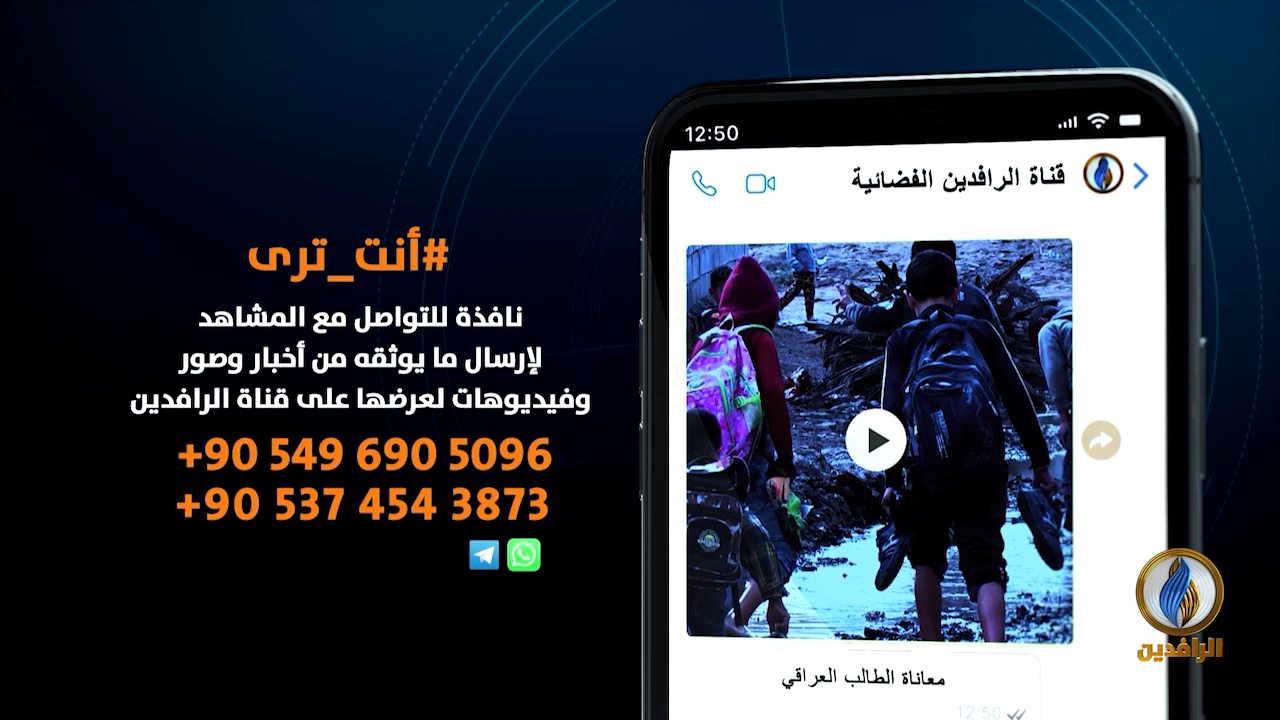 #أنت_ترى
نافذة للتواصل مع المشاهد
لإرسال ما يوثقه من أخبار وصور
وفيديوهات لعرضها على قناة الرافدين
+90 549 690 5096
+90 537 454 3873
12:50
قناة الرافدين الفضائية
معاناة الطالب العراقي
12:50
الرافدين